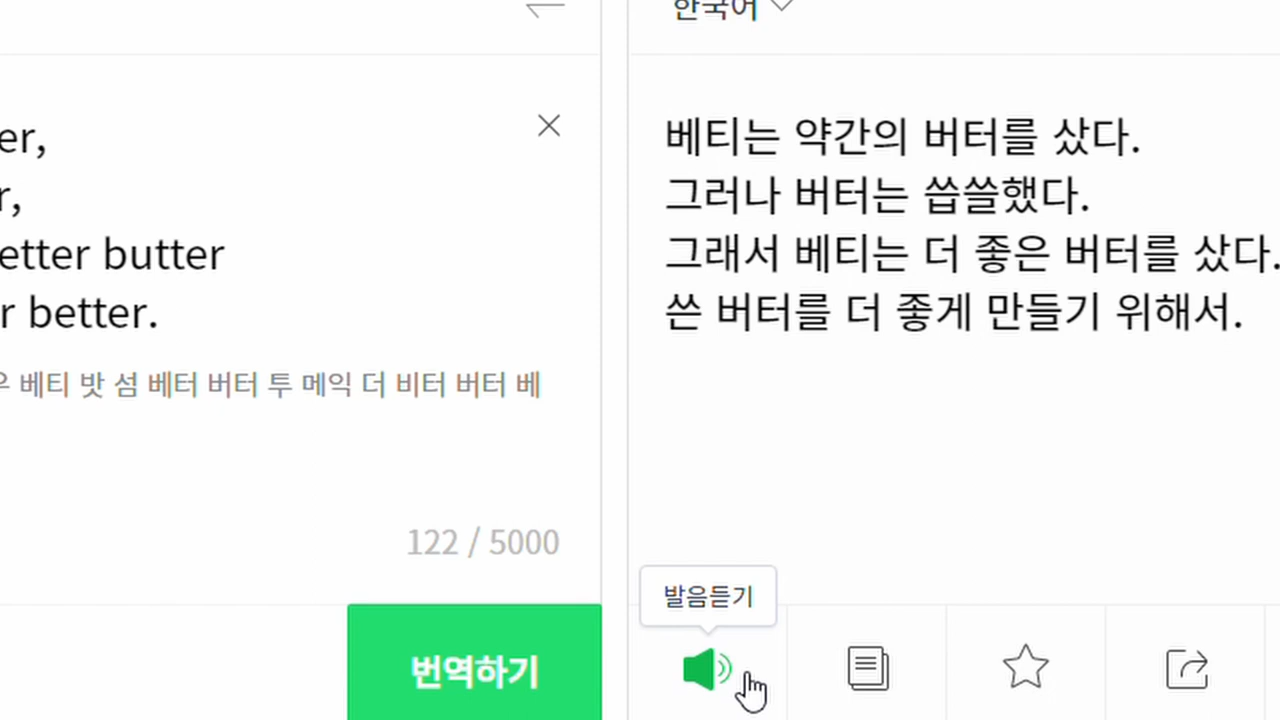 er,
r,
etter butter
r better.
베티 밧 섬 베터 버터 투 메익 더 비터 버터 베
122 / 5000
번역하기
한국어
베티는 약간의 버터를 샀다.
그러나 버터는 씁쓸했다.
그래서 베티는 더 좋은 버터를 샀다.
쓴 버터를 더 좋게 만들기 위해서.
발음듣기